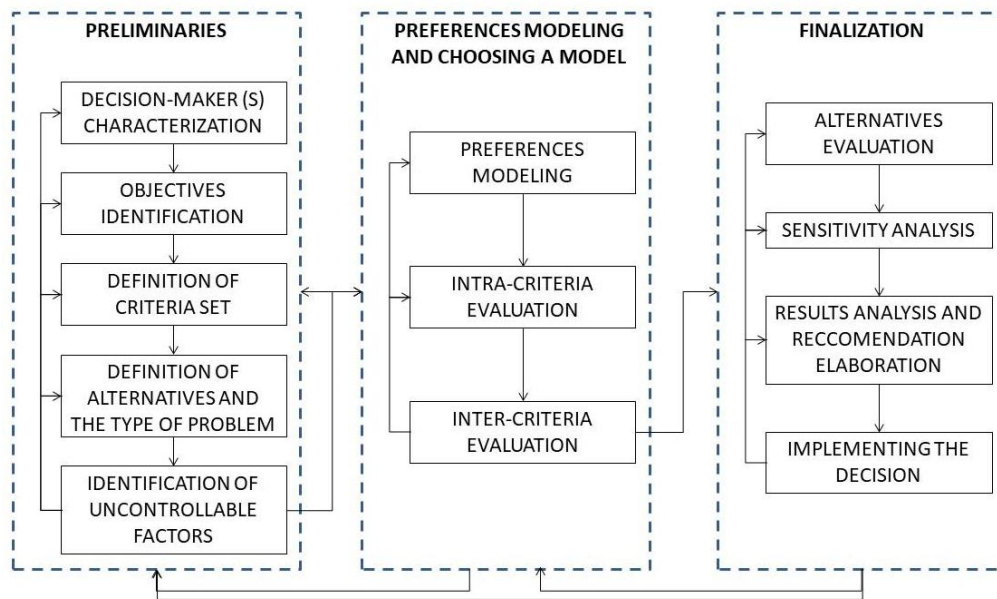 PRELIMINARIES
DECISION-MAKER (S)
CHARACTERIZATION
OBJECTIVES
IDENTIFICATION
DEFINITION OF
CRITERIA SET
DEFINITION OF
ALTERNATIVES AND
THE TYPE OF PROBLEM
IDENTIFICATION OF
UNCONTROLLABLE
FACTORS
PREFERENCES MODELING
AND CHOOSING A MODEL
PREFERENCES
MODELING
INTRA-CRITERIA
EVALUATION
INTER-CRITERIA
EVALUATION
FINALIZATION
ALTERNATIVES
EVALUATION
SENSITIVITY ANALYSIS
RESULTS ANALYSIS AND
RECCOMENDATION
ELABORATION
IMPLEMENTING THE
DECISION